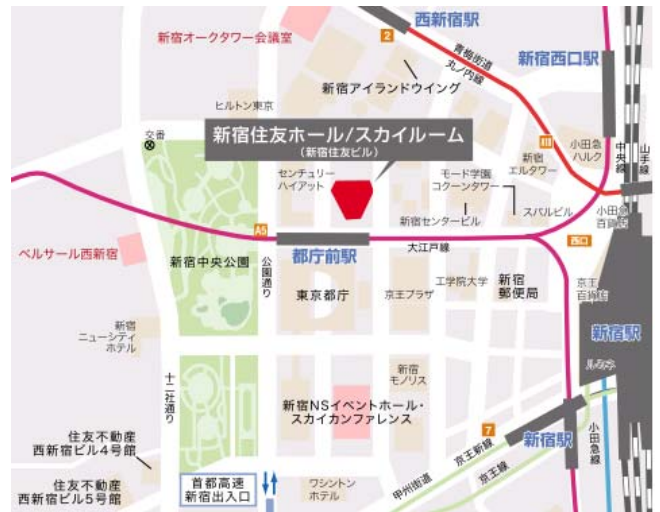 西新宿駅
新宿オークタワー会議室
2
青梅街道
丸ノ内線
新宿西口駅
新宿アイランドウイング
ヒルトン東京
交番
新宿住友ホール/スカイルーム
(新宿住友ビル)
新宿
エルタワー
小田急
ハルク
中央線
山手線
センチュリー
ハイアット
モード学園
コクーンタワー
新宿センタービル
スバルビル
小田急
百貨店
A5
西口
ベルサール西新宿
都庁前駅
大江戸線
新宿中央公園
公園通り
東京都庁
京王プラザ
工学院大学
新宿
郵便局
京王
百貨店
新宿
ニューシティ
ホテル
新宿駅
ルミネ
十二社通り
新宿
モノリス
新宿NSイベントホール・
スカイカンファレンス
7
新宿駅
京王新線
京王線
小田急線
甲州街道
住友不動産
西新宿ビル4号館
住友不動産
西新宿ビル5号館
首都高速
新宿出入口
ワシントン
ホテル